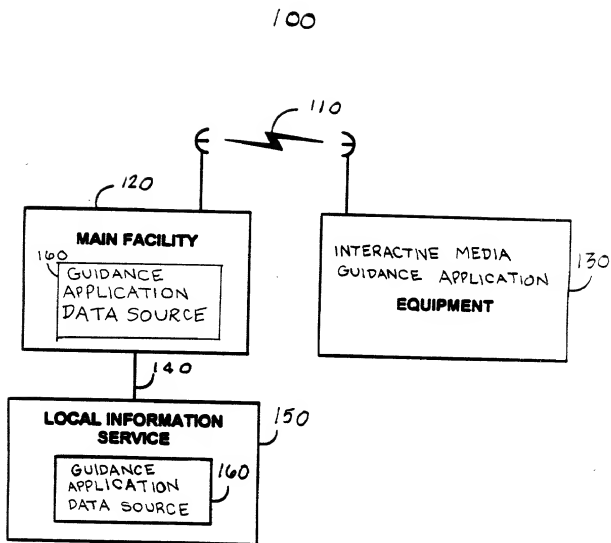 100
110
120
MAIN FACILITY
160
GUIDANCE
APPLICATION
DATA SOURCE
INTERACTIVE MEDIA
GUIDANCE APPLICATION
EQUIPMENT
130
140
LOCAL INFORMATION
SERVICE
150
GUIDANCE
APPLICATION
DATA SOURCE
160